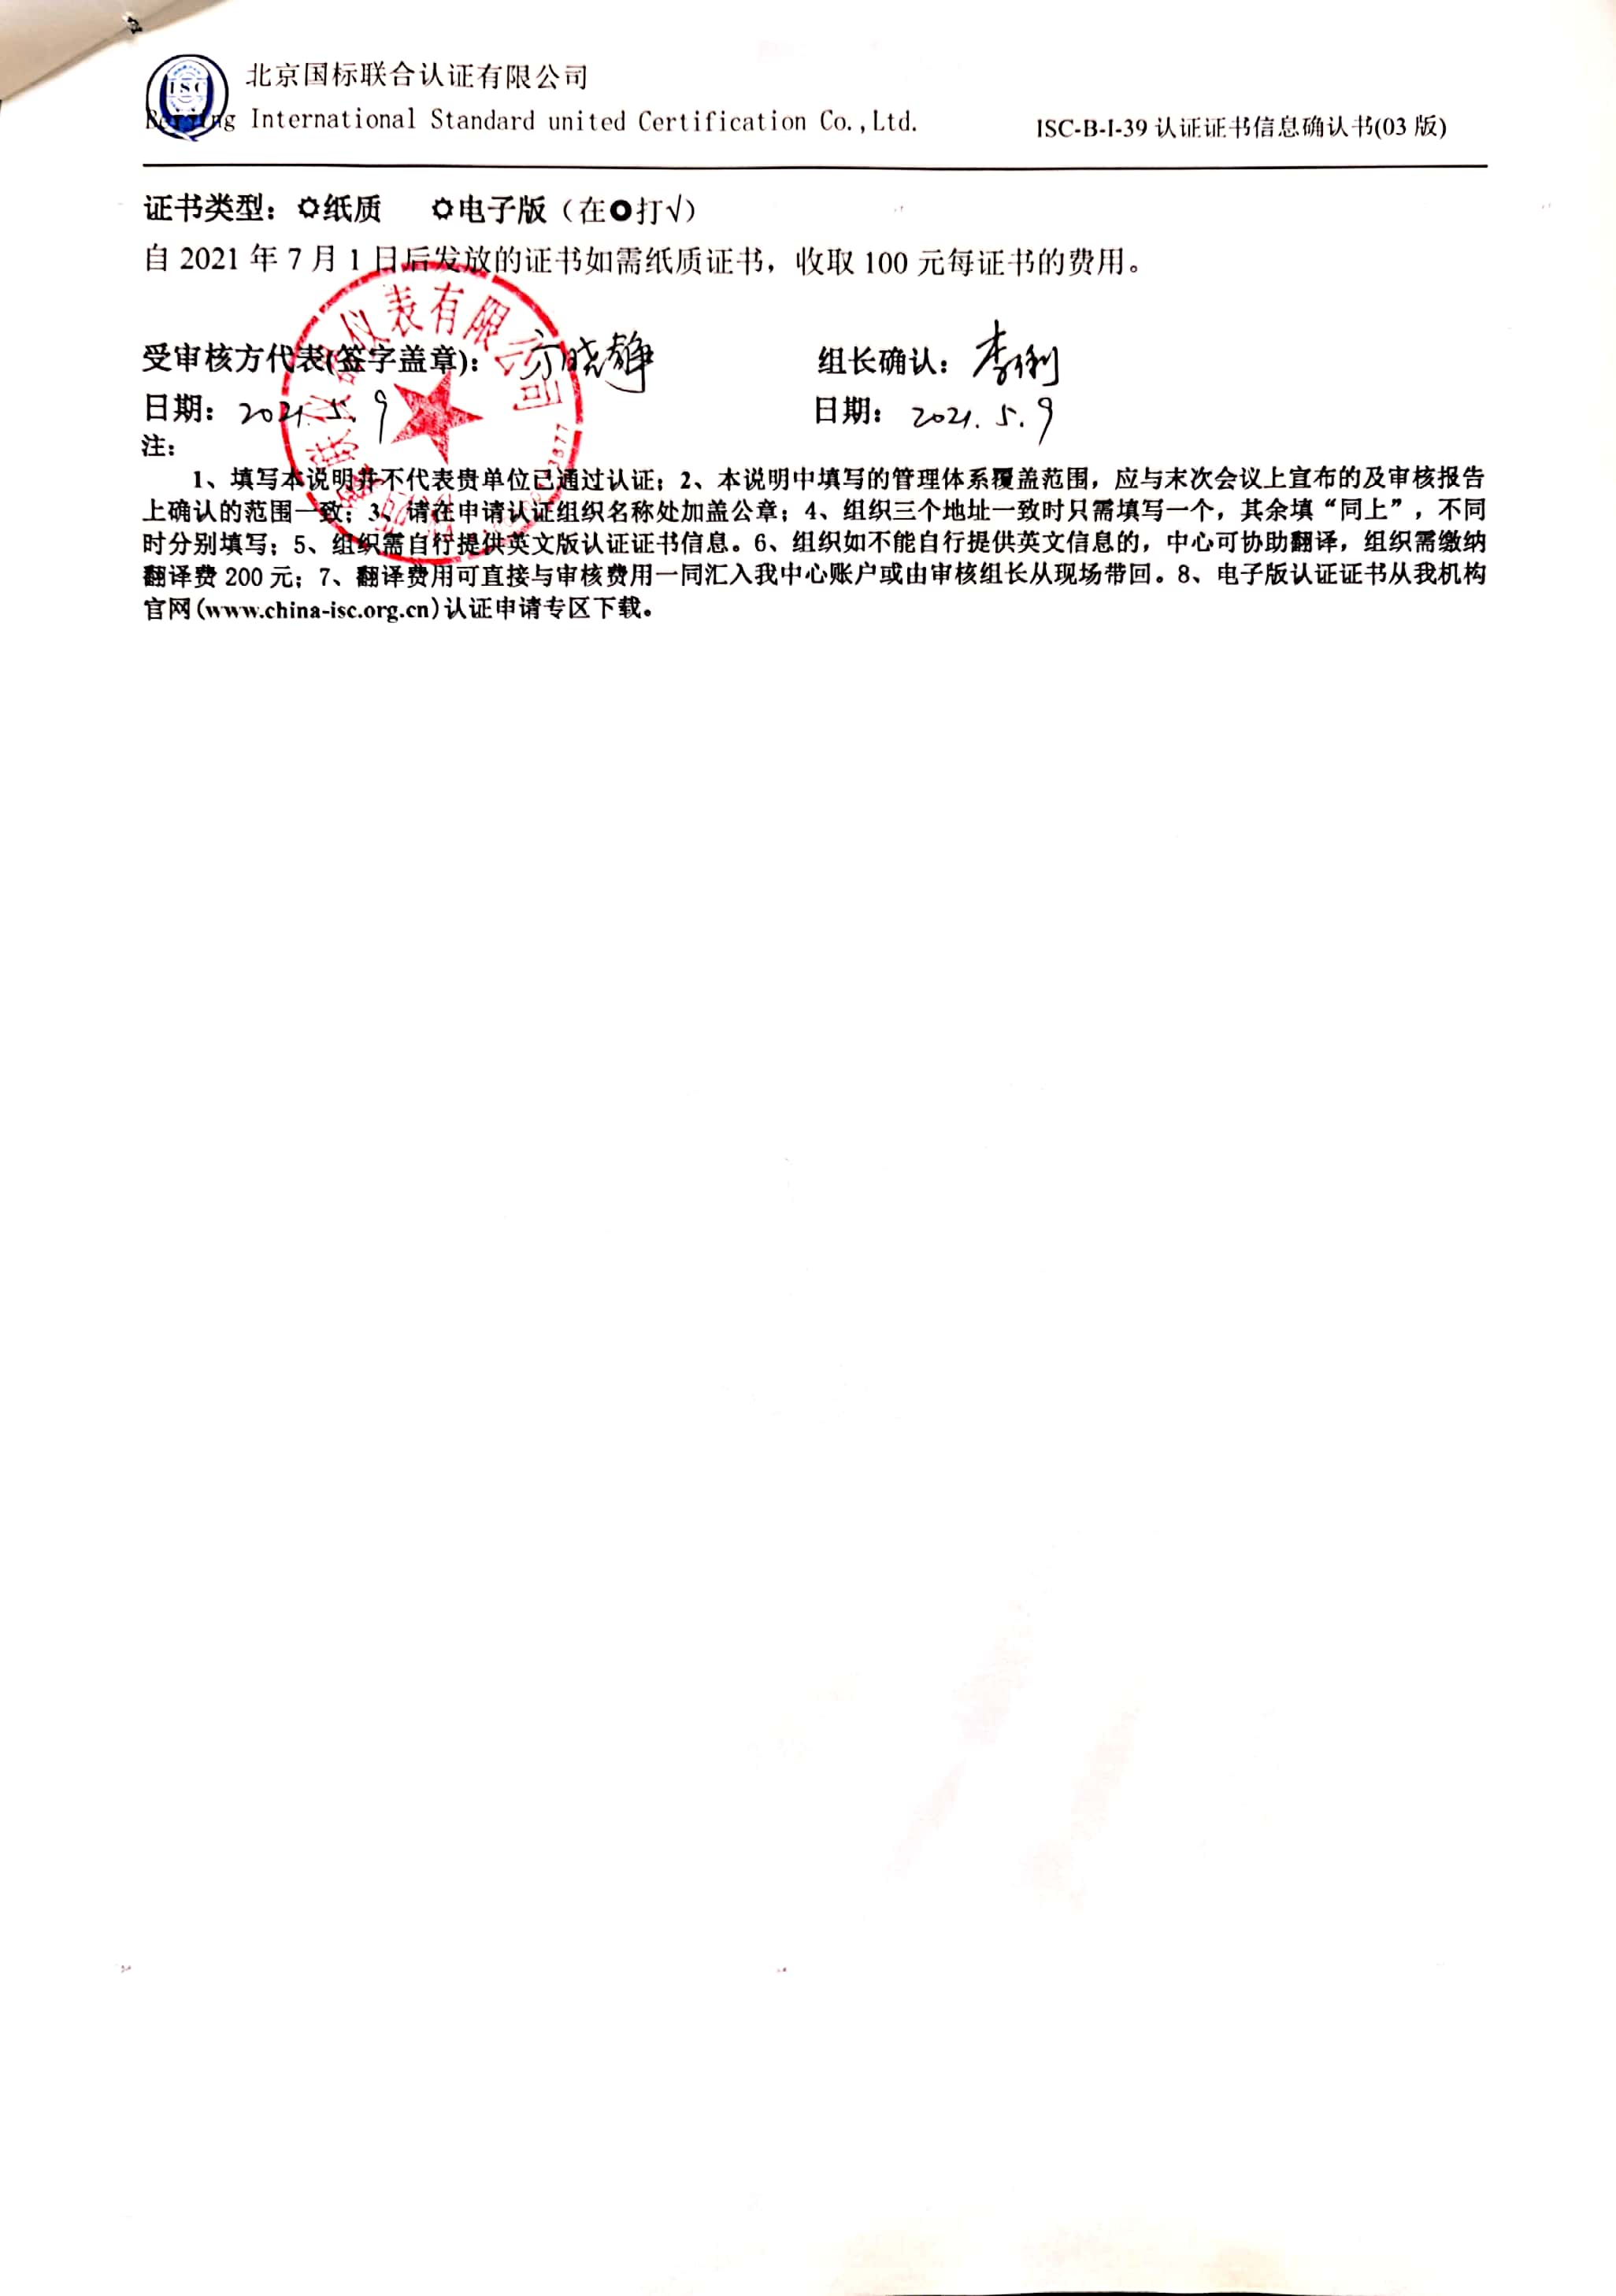 ISC
北京国标联合认证有限公司
Beijing International Standard united Certification Co.,Ltd.
ISC-B-I-39 认证证书信息确认书(03 版)
证书类型：纸质 电子版（在打√）
自 2021 年 7 月 1 日后发放的证书如需纸质证书，收取 100 元每证书的费用。
仪表有限公司
受审核方代表(签字盖章)： 方晓静
组长确认：李俐
日期：2021.5.9
日期：2021.5.9
注：
1、填写本说明并不代表贵单位已通过认证；2、本说明中填写的管理体系覆盖范围，应与末次会议上宣布的及审核报告
上确认的范围一致；3、请在申请认证组织名称处加盖公章；4、组织三个地址一致时只需填写一个，其余填“同上”，不同
时分别填写；5、组织需自行提供英文版认证证书信息。6、组织如不能自行提供英文信息的，中心可协助翻译，组织需缴纳
翻译费 200 元；7、翻译费用可直接与审核费用一同汇入我中心账户或由审核组长从现场带回。8、电子版认证证书从我机构
官网(www.china-isc.org.cn)认证申请专区下载。